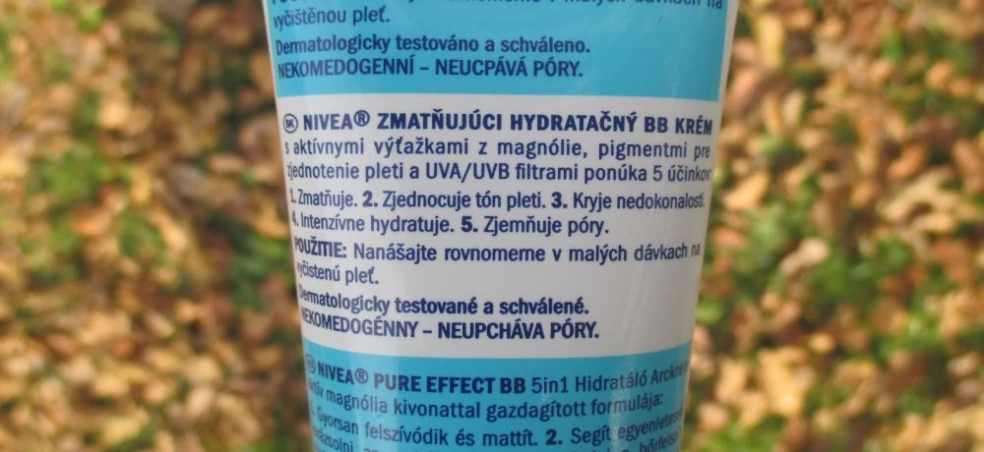 vyčištěnou pleť.
Dermatologicky testováno a schváleno.
NEKOMEDOGENNÍ – NEUCPÁVÁ PÓRY.
SK NIVEA® ZMATŇUJÚCI HYDRATAČNÝ BB KRÉM
s aktívnymi výťažkami z magnólie, pigmentmi pre
zjednotenie pleti a UVA/UVB filtrami ponúka 5 účinkov:
1. Zmatňuje. 2. Zjednocuje tón pleti. 3. Kryje nedokonalosti.
4. Intenzívne hydratuje. 5. Zjemňuje póry.
POUŽITIE: Nanášajte rovnomerne v malých dávkach na
vyčistenú pleť.
Dermatologicky testované a schválené.
NEKOMEDOGÉNNY – NEUPCHÁVA PÓRY.
NIVEA® PURE EFFECT BB 5in1 Hidratáló
magnólia kivonattal gazdagított formulája:
1. Gyorsan felszívódik és mattít. 2. Segít